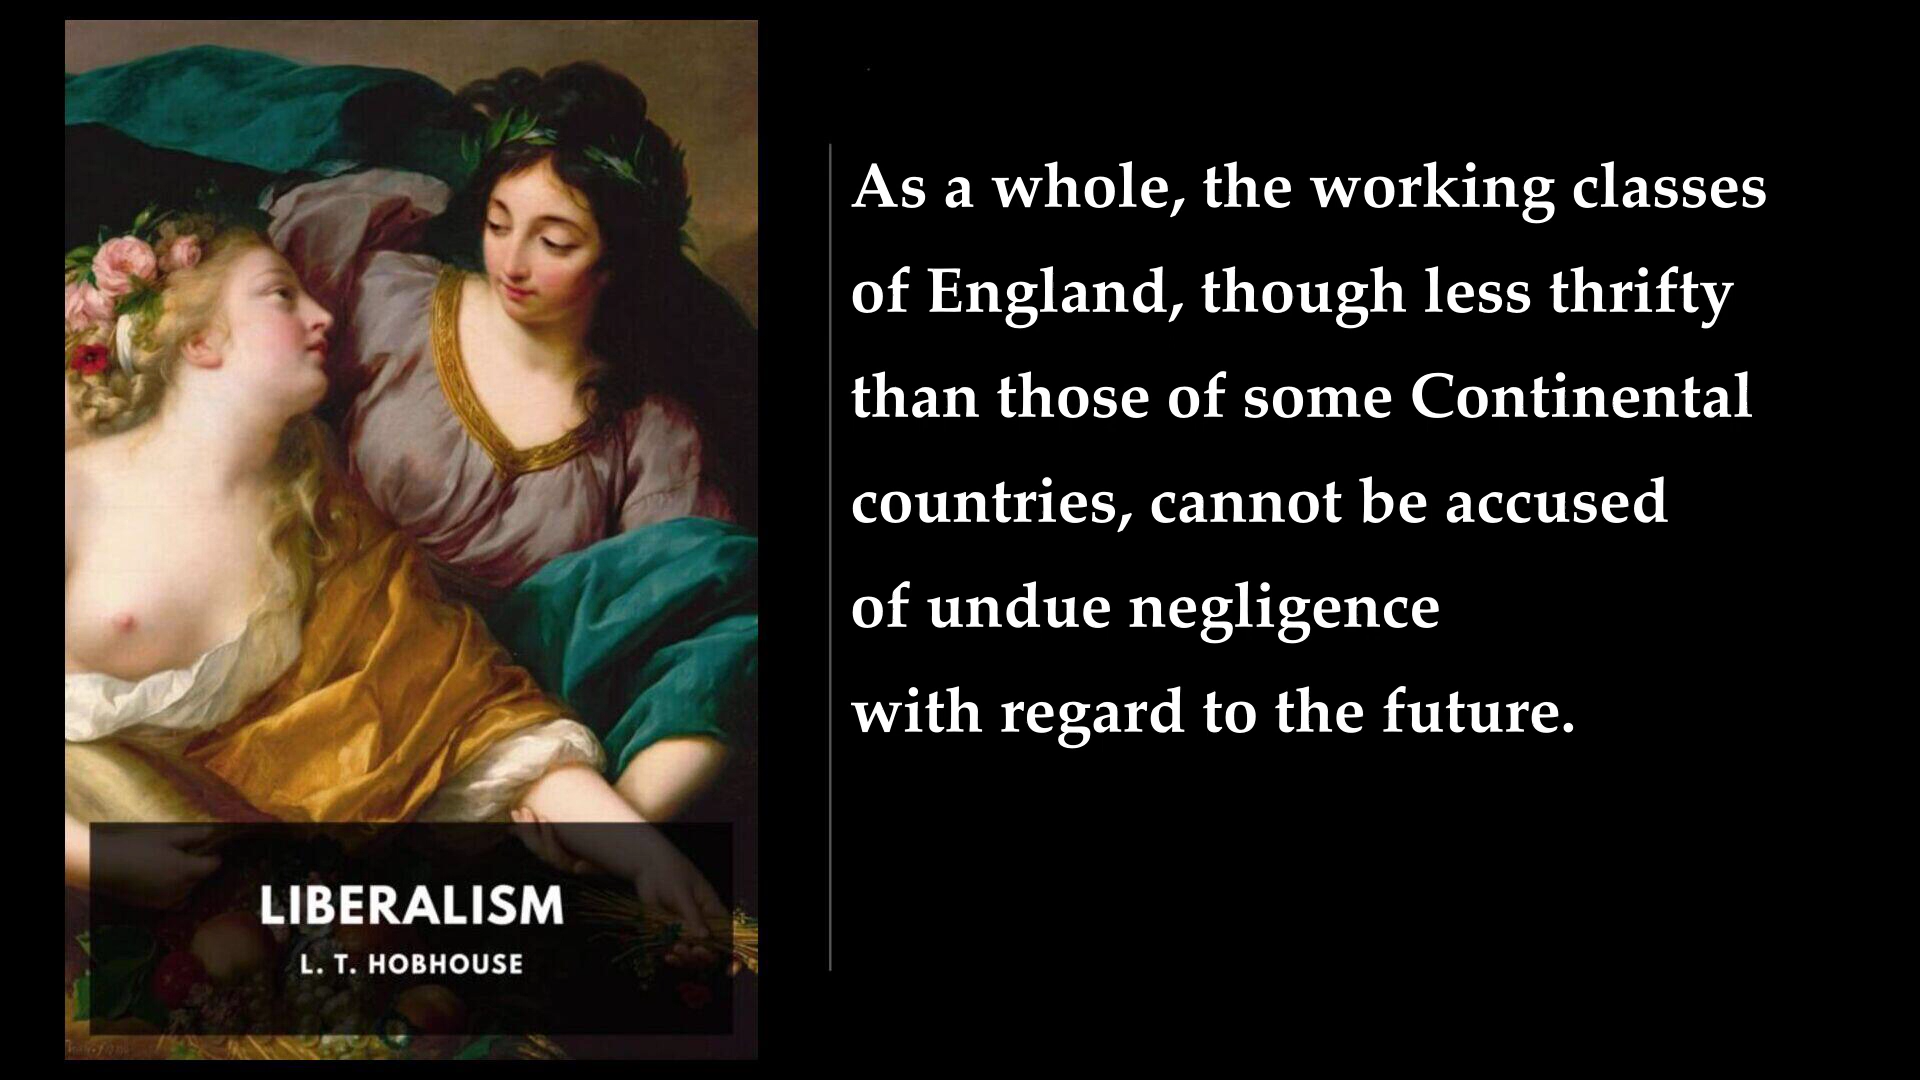 LIBERALISM
L. T. HOBHOUSE
As a whole, the working classes
of England, though less thrifty
than those of some Continental
countries, cannot be accused
of undue negligence
with regard to the future.